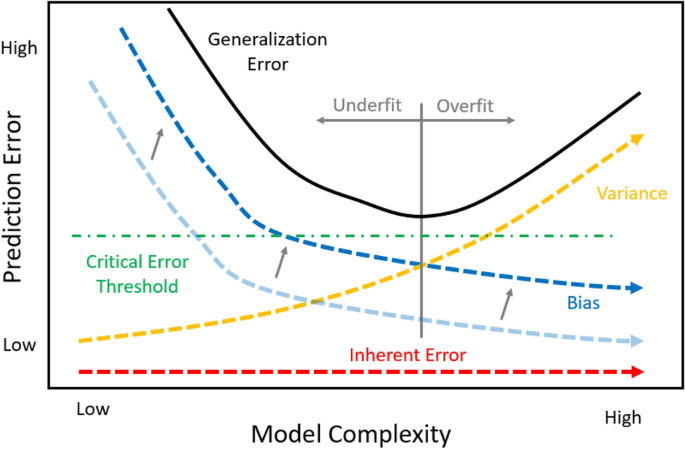 High
Generalization
Error
Underfit
Overfit
Prediction Error
Variance
Critical Error
Threshold
Bias
Low
Inherent Error
Low
High
Model Complexity